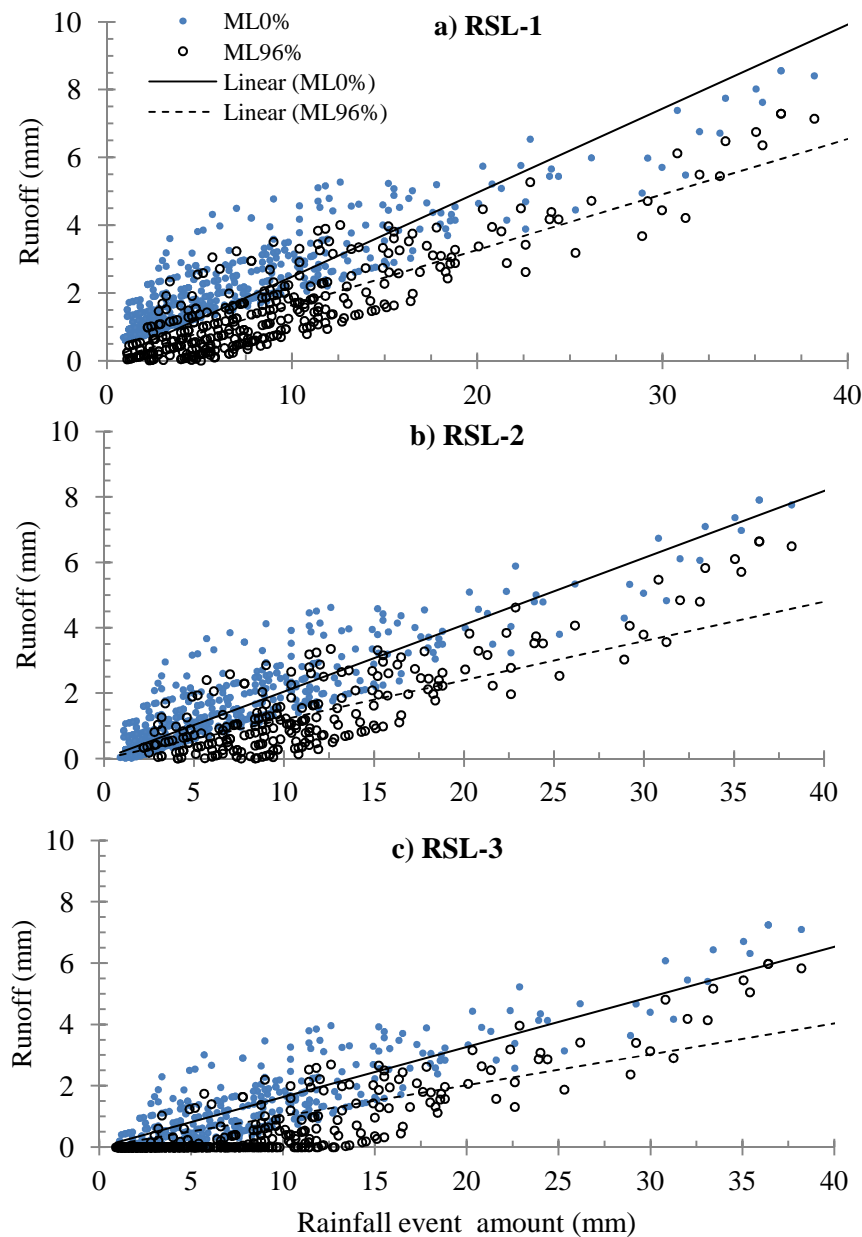 a) RSL-1
ML0%
ML96%
Linear (ML0%)
Linear (ML96%)
Runoff (mm)
10
8
6
4
2
0
0 10 20 30 40
b) RSL-2
Runoff (mm)
10
8
6
4
2
0
0 5 10 15 20 25 30 35 40
c) RSL-3
Runoff (mm)
10
8
6
4
2
0
0 5 10 15 20 25 30 35 40
Rainfall event amount (mm)